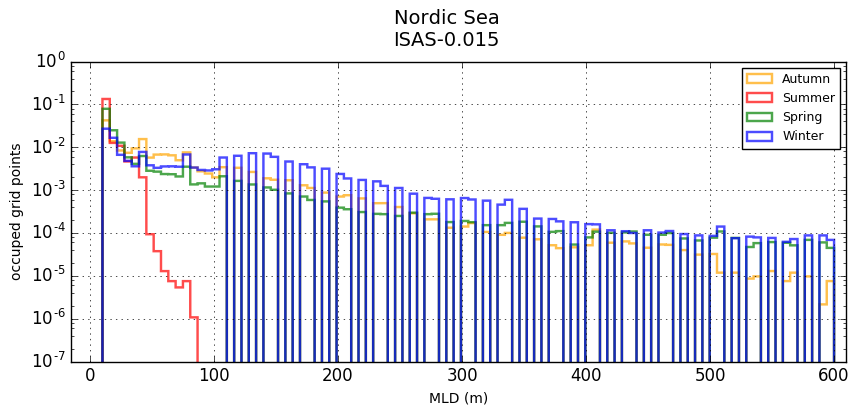 Nordic Sea
ISAS-0.015
10^0
10^-1
10^-2
10^-3
10^-4
10^-5
10^-6
10^-7
occuped grid points
Autumn
Summer
Spring
Winter
0 100 200 300 400 500 600
MLD (m)